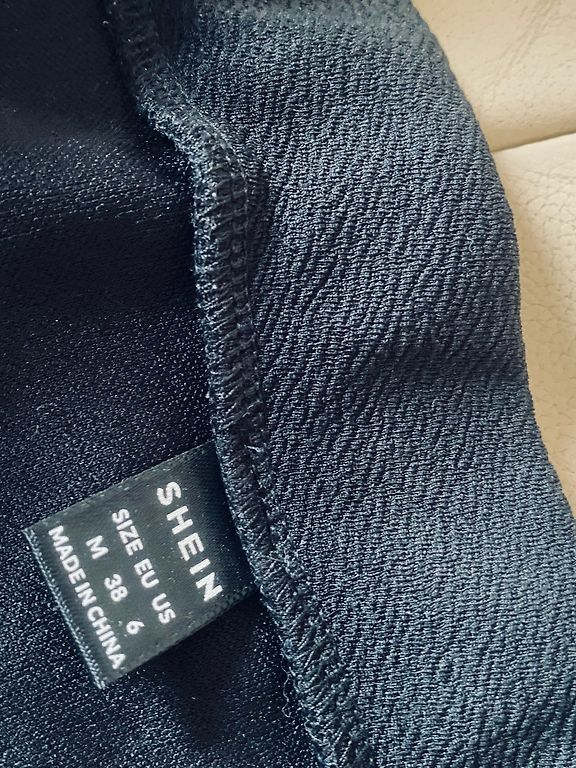 SHEIN
SIZE EU US
M 38 6
MADE IN CHINA